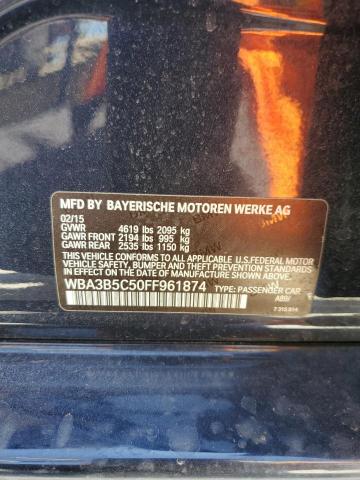 MFD BY BAYERISCHE MOTOREN WERKE AG
02/15
GVWR 4619 lbs 2095 kg
GAWR FRONT 2194 lbs 995 kg
GAWR REAR 2535 lbs 1150 kg
THIS VEHICLE CONFORMS TO ALL APPLICABLE U.S.FEDERAL MOTOR
VEHICLE SAFETY, BUMPER, AND THEFT PREVENTION STANDARDS IN
EFFECT ON THE DATE OF MANUFACTURE SHOWN ABOVE.
WBA3B5C50FF961874 TYPE: PASSENGER CAR
A89/